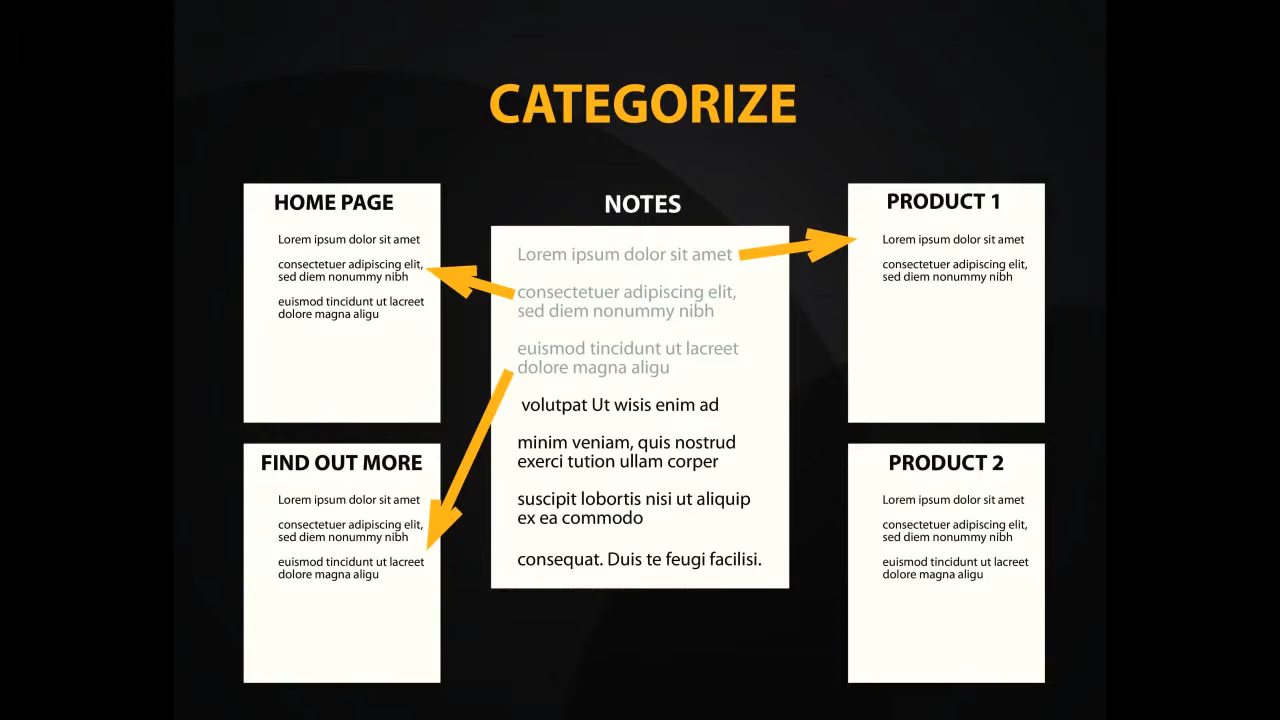 CATEGORIZE
HOME PAGE
Lorem ipsum dolor sit amet
consectetuer adipiscing elit,
sed diem nonummy nibh
euismod tincidunt ut lacreet
dolore magna aligu
FIND OUT MORE
Lorem ipsum dolor sit amet
consectetuer adipiscing elit,
sed diem nonummy nibh
euismod tincidunt ut lacreet
dolore magna aligu
NOTES
Lorem ipsum dolor sit amet
consectetuer adipiscing elit,
sed diem nonummy nibh
euismod tincidunt ut lacreet
dolore magna aligu
volutpat Ut wisis enim ad
minim veniam, quis nostrud
exerci tution ullam corper
suscipit lobortis nisi ut aliquip
ex ea commodo
consequat. Duis te feugi facilisi.
PRODUCT 1
Lorem ipsum dolor sit amet
consectetuer adipiscing elit,
sed diem nonummy nibh
PRODUCT 2
Lorem ipsum dolor sit amet
consectetuer adipiscing elit,
sed diem nonummy nibh
euismod tincidunt ut lacreet
dolore magna aligu